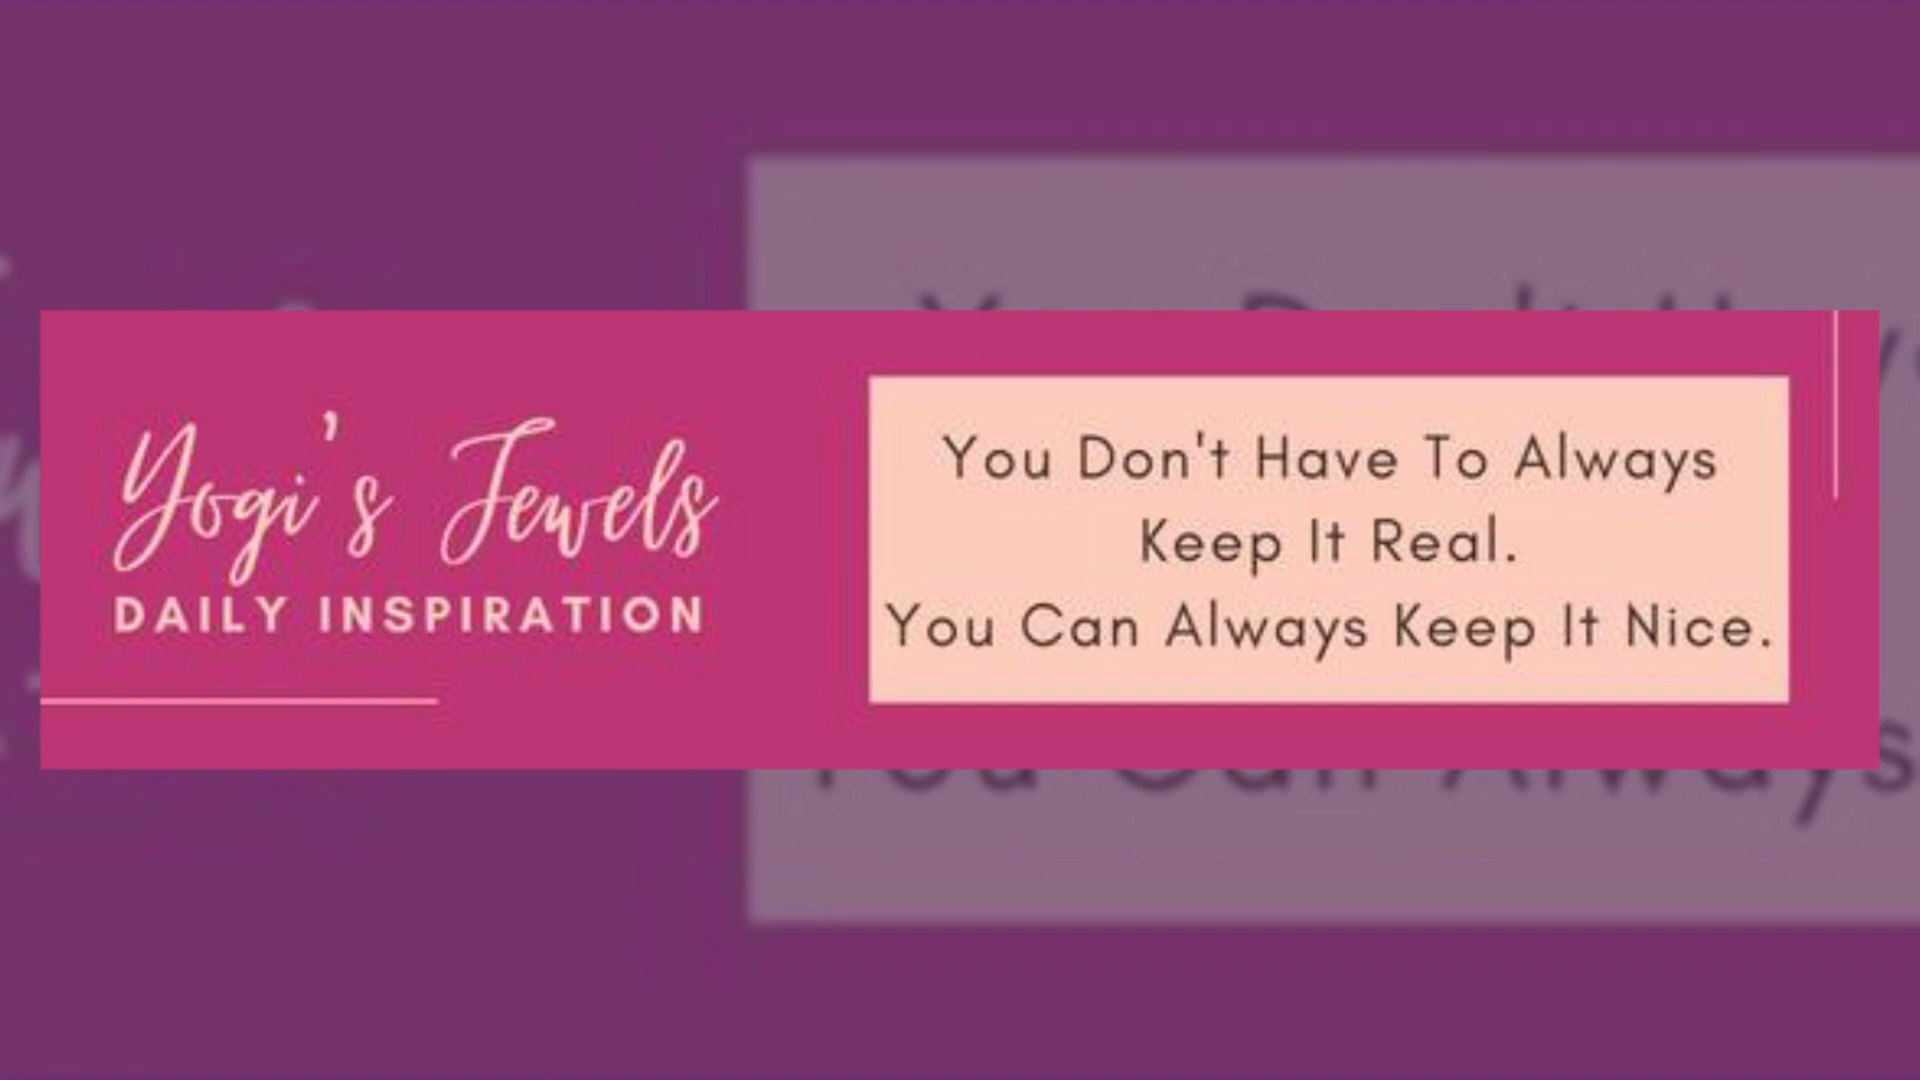 Yogi's Jewels
DAILY INSPIRATION
You Don't Have To Always
Keep It Real.
You Can Always Keep It Nice.